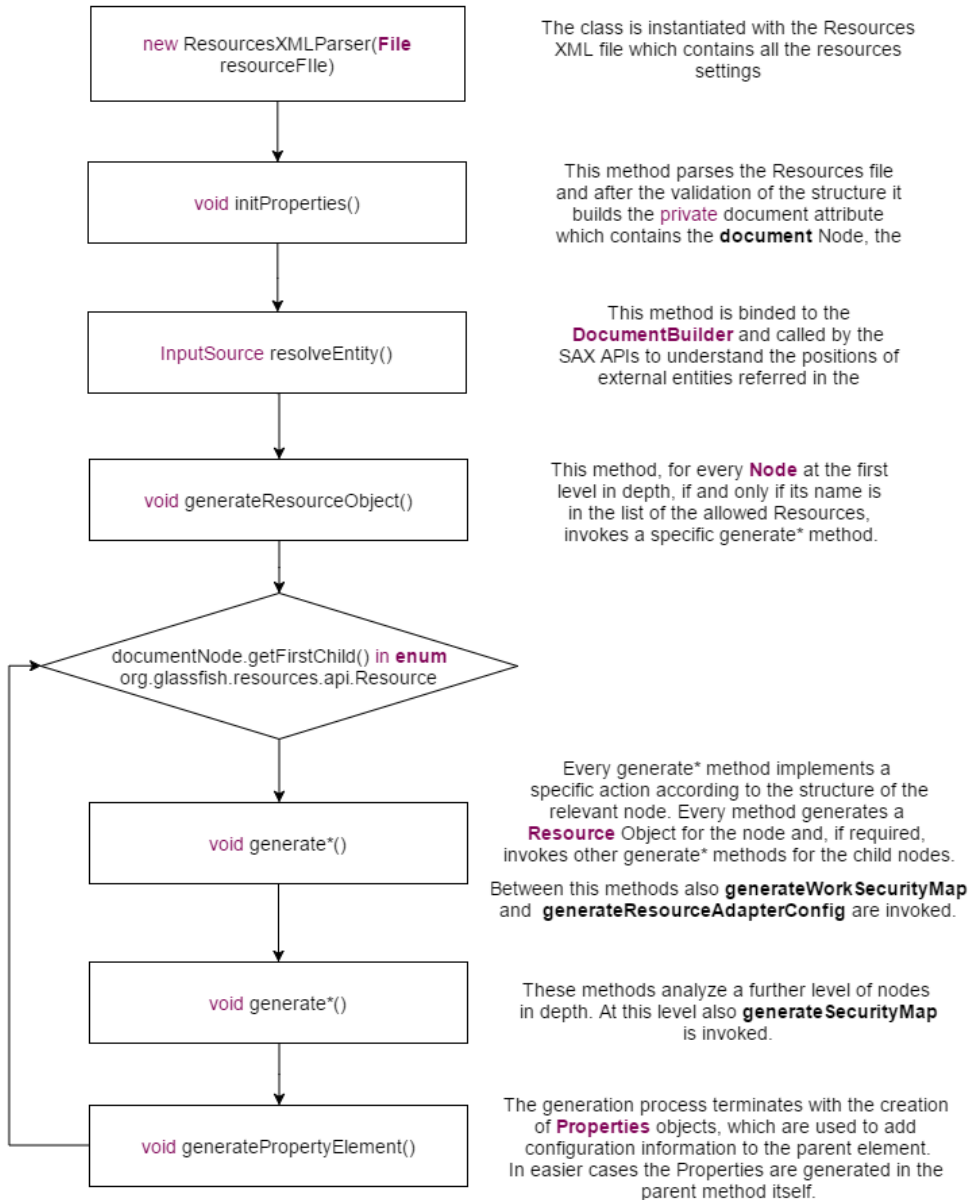 new ResourcesXMLParser(File
resourceFIle)
The class is instantiated with the Resources
XML file which contains all the resources
settings
void initProperties()
This method parses the Resources file
and after the validation of the structure it
builds the private document attribute
which contains the document Node, the
InputSource resolveEntity()
This method is binded to the
DocumentBuilder and called by the
SAX APIs to understand the positions of
external entities referred in the
void generateResourceObject()
This method, for every Node at the first
level in depth, if and only if its name is
in the list of the allowed Resources,
invokes a specific generate* method.
documentNode.getFirstChild() in enum
org.glassfish.resources.api.Resource
void generate*()
Every generate* method implements a
specific action according to the structure of the
relevant node. Every method generates a
Resource Object for the node and, if required,
invokes other generate* methods for the child nodes.
Between this methods also generateWorkSecurityMap
and generateResourceAdapterConfig are invoked.
void generate*()
These methods analyze a further level of nodes
in depth. At this level also generateSecurityMap
is invoked.
void generatePropertyElement()
The generation process terminates with the creation
of Properties objects, which are used to add
configuration information to the parent element.
In easier cases the Properties are generated in the
parent method itself.